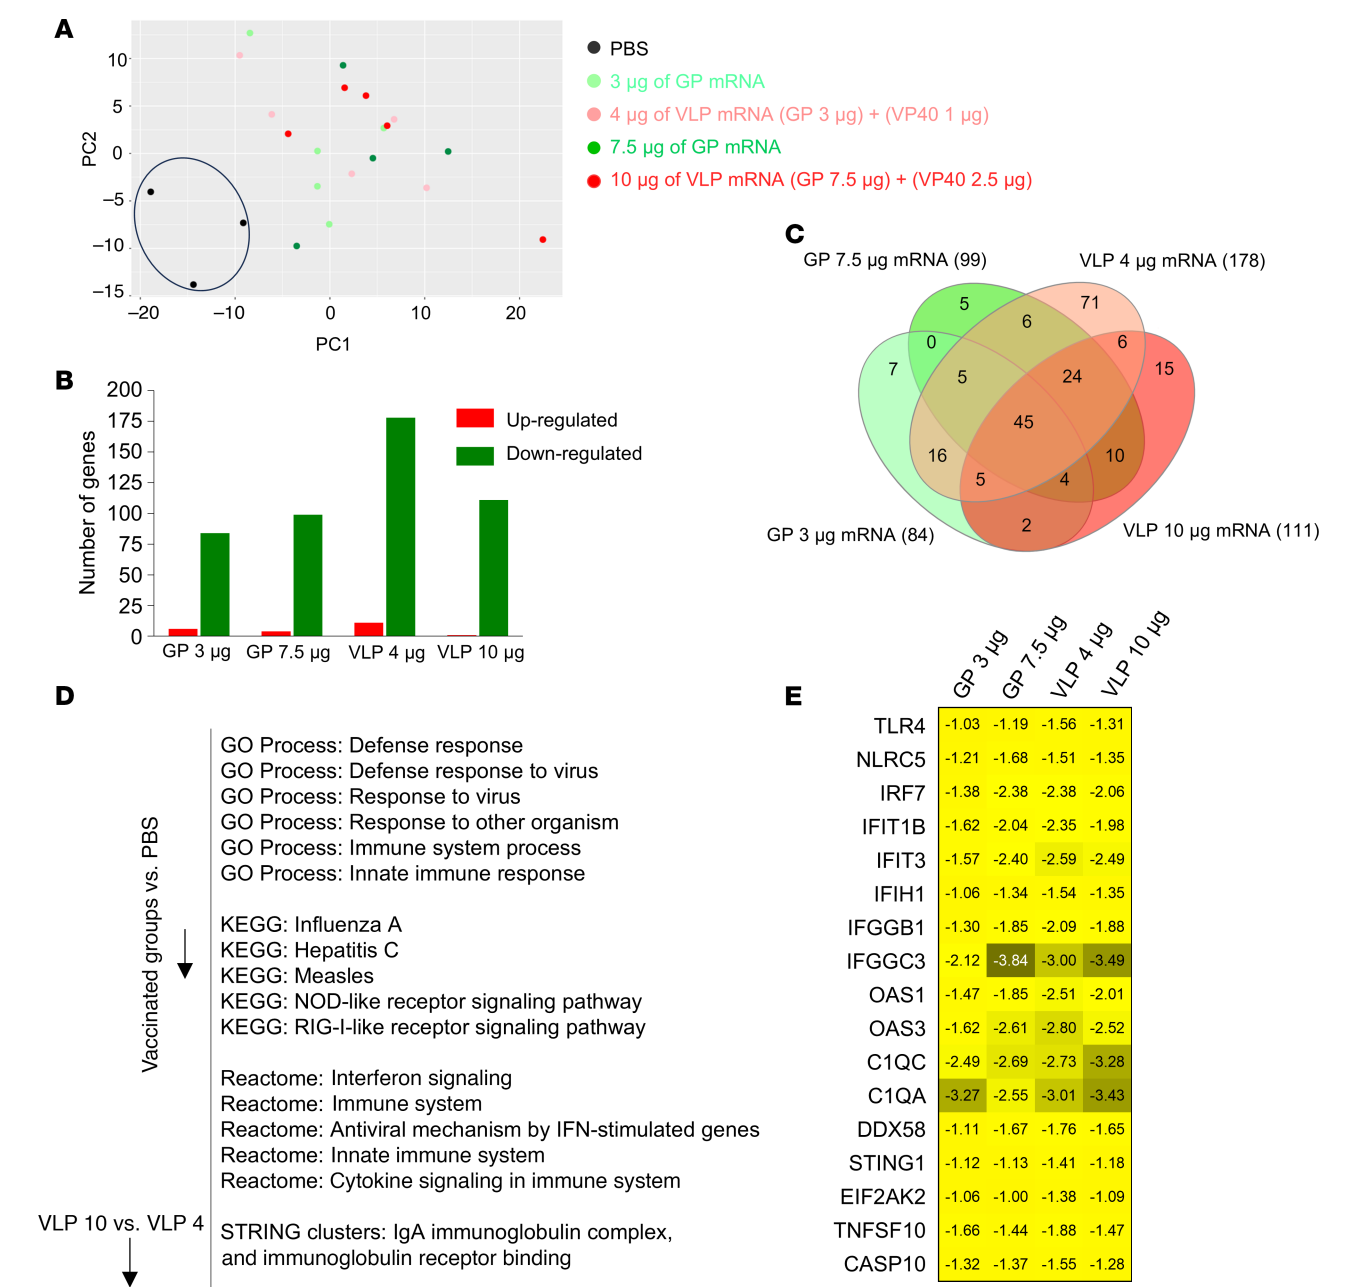 A
PC2
10
5
0
–5
–10
–15
–20
–10
0
10
20
PC1
PBS
3 µg of GP mRNA
4 µg of VLP mRNA (GP 3 µg) + (VP40 1 µg)
7.5 µg of GP mRNA
10 µg of VLP mRNA (GP 7.5 µg) + (VP40 2.5 µg)
B
Number of genes
200
175
150
125
100
75
50
25
0
Up-regulated
Down-regulated
GP 3 µg
GP 7.5 µg
VLP 4 µg
VLP 10 µg
C
GP 7.5 µg mRNA (99)
VLP 4 µg mRNA (178)
5
71
6
0
6
7
15
5
24
45
16
10
5
4
2
GP 3 µg mRNA (84)
VLP 10 µg mRNA (111)
D
Vaccinated groups vs. PBS
GO Process: Defense response
GO Process: Defense response to virus
GO Process: Response to virus
GO Process: Response to other organism
GO Process: Immune system process
GO Process: Innate immune response
KEGG: Influenza A
KEGG: Hepatitis C
KEGG: Measles
KEGG: NOD-like receptor signaling pathway
KEGG: RIG-I-like receptor signaling pathway
Reactome: Interferon signaling
Reactome: Immune system
Reactome: Antiviral mechanism by IFN-stimulated genes
Reactome: Innate immune system
Reactome: Cytokine signaling in immune system
VLP 10 vs. VLP 4
STRING clusters: IgA immunoglobulin complex,
and immunoglobulin receptor binding
E
GP 3 µg
GP 7.5 µg
VLP 4 µg
VLP 10 µg
TLR4 -1.03 -1.19 -1.56 -1.31
NLRC5 -1.21 -1.68 -1.51 -1.35
IRF7 -1.38 -2.38 -2.38 -2.06
IFIT1B -1.62 -2.04 -2.35 -1.98
IFIT3 -1.57 -2.40 -2.59 -2.49
IFIH1 -1.06 -1.34 -1.54 -1.35
IFGGB1 -1.30 -1.85 -2.09 -1.88
IFGGC3 -2.12 -3.84 -3.00 -3.49
OAS1 -1.47 -1.85 -2.51 -2.01
OAS3 -1.62 -2.61 -2.80 -2.52
C1QC -2.49 -2.69 -2.73 -3.28
C1QA -3.27 -2.55 -3.01 -3.43
DDX58 -1.11 -1.67 -1.76 -1.65
STING1 -1.12 -1.13 -1.41 -1.18
EIF2AK2 -1.06 -1.00 -1.38 -1.09
TNFSF10 -1.66 -1.44 -1.88 -1.47
CASP10 -1.32 -1.37 -1.55 -1.28